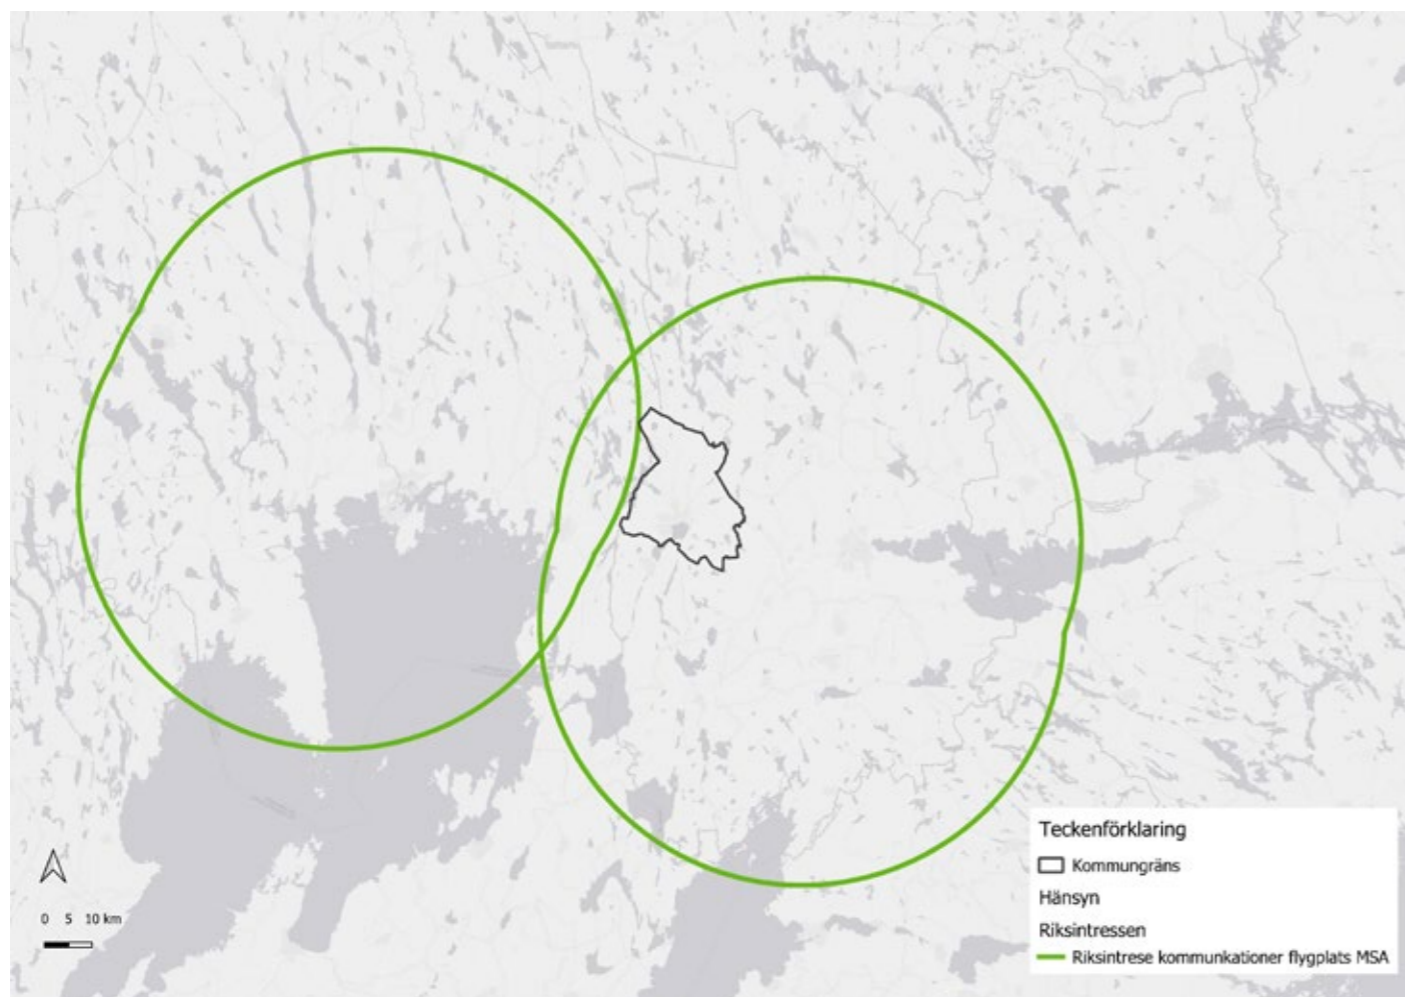 0 5 10 km
Teckenförklaring
Kommungräns
Hänsyn
Riksintressen
Riksintrese kommunkationer flygplats MSA